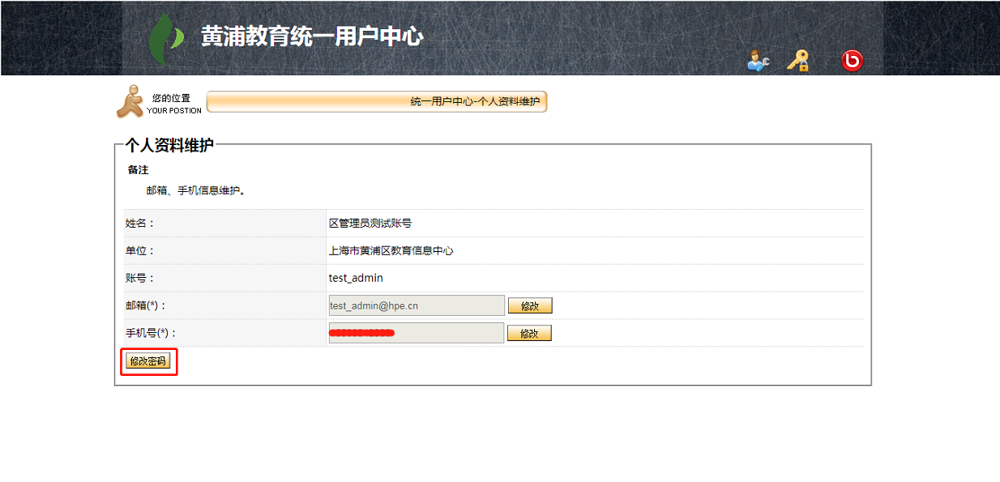 黄浦教育统一用户中心
您的位置
YOUR POSTION
统一用户中心-个人资料维护
个人资料维护
备注
邮箱、手机信息维护。
姓名： 区管理员测试账号
单位： 上海市黄浦区教育信息中心
账号： test_admin
邮箱(*)： test_admin@hpe.cn 修改
手机号(*)： 修改
修改密码